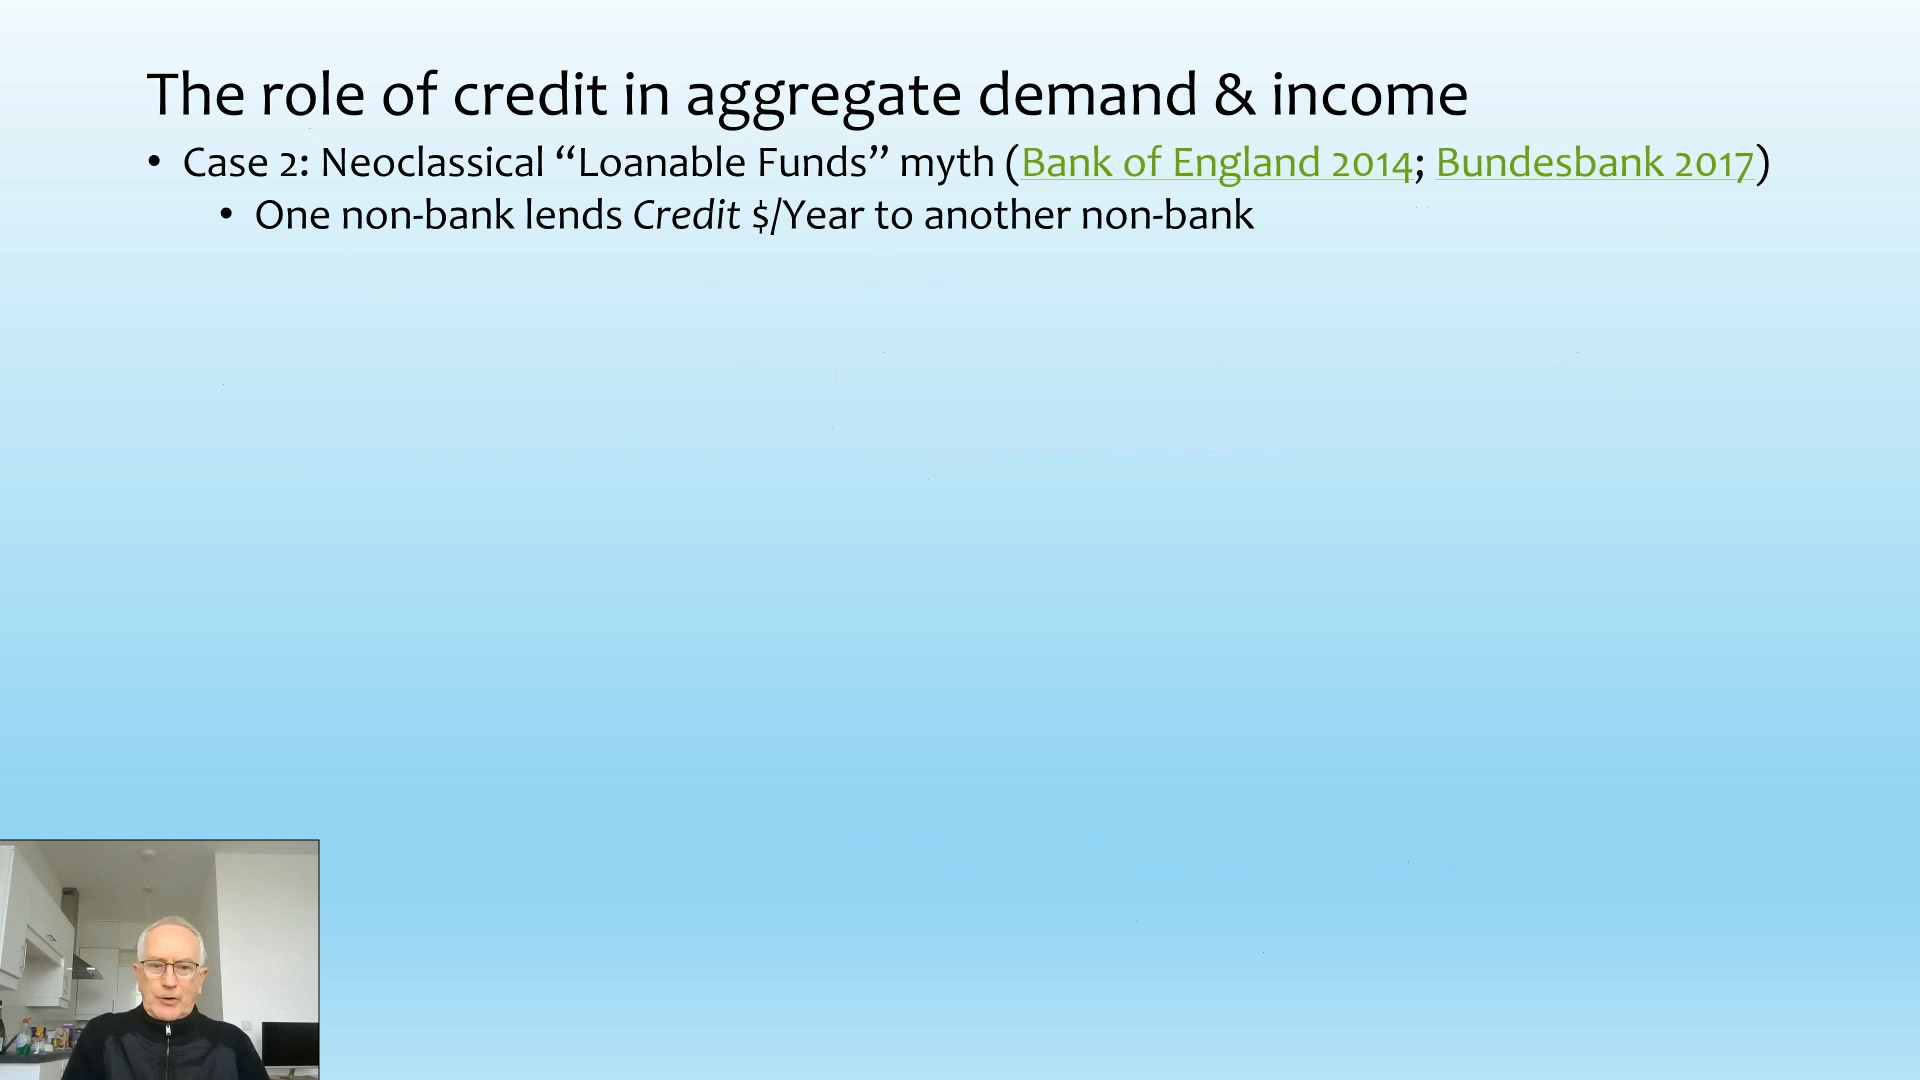 The role of credit in aggregate demand & income
• Case 2: Neoclassical “Loanable Funds” myth (Bank of England 2014; Bundesbank 2017)
• One non-bank lends Credit $/Year to another non-bank